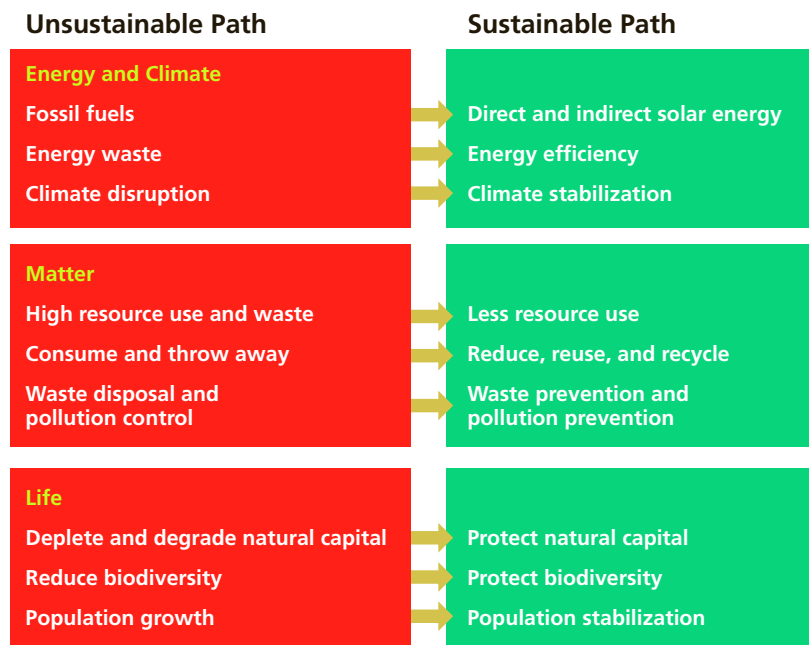 Unsustainable Path
Sustainable Path
Energy and Climate
Fossil fuels
Direct and indirect solar energy
Energy waste
Energy efficiency
Climate disruption
Climate stabilization
Matter
High resource use and waste
Less resource use
Consume and throw away
Reduce, reuse, and recycle
Waste disposal and
pollution control
Waste prevention and
pollution prevention
Life
Deplete and degrade natural capital
Protect natural capital
Reduce biodiversity
Protect biodiversity
Population growth
Population stabilization